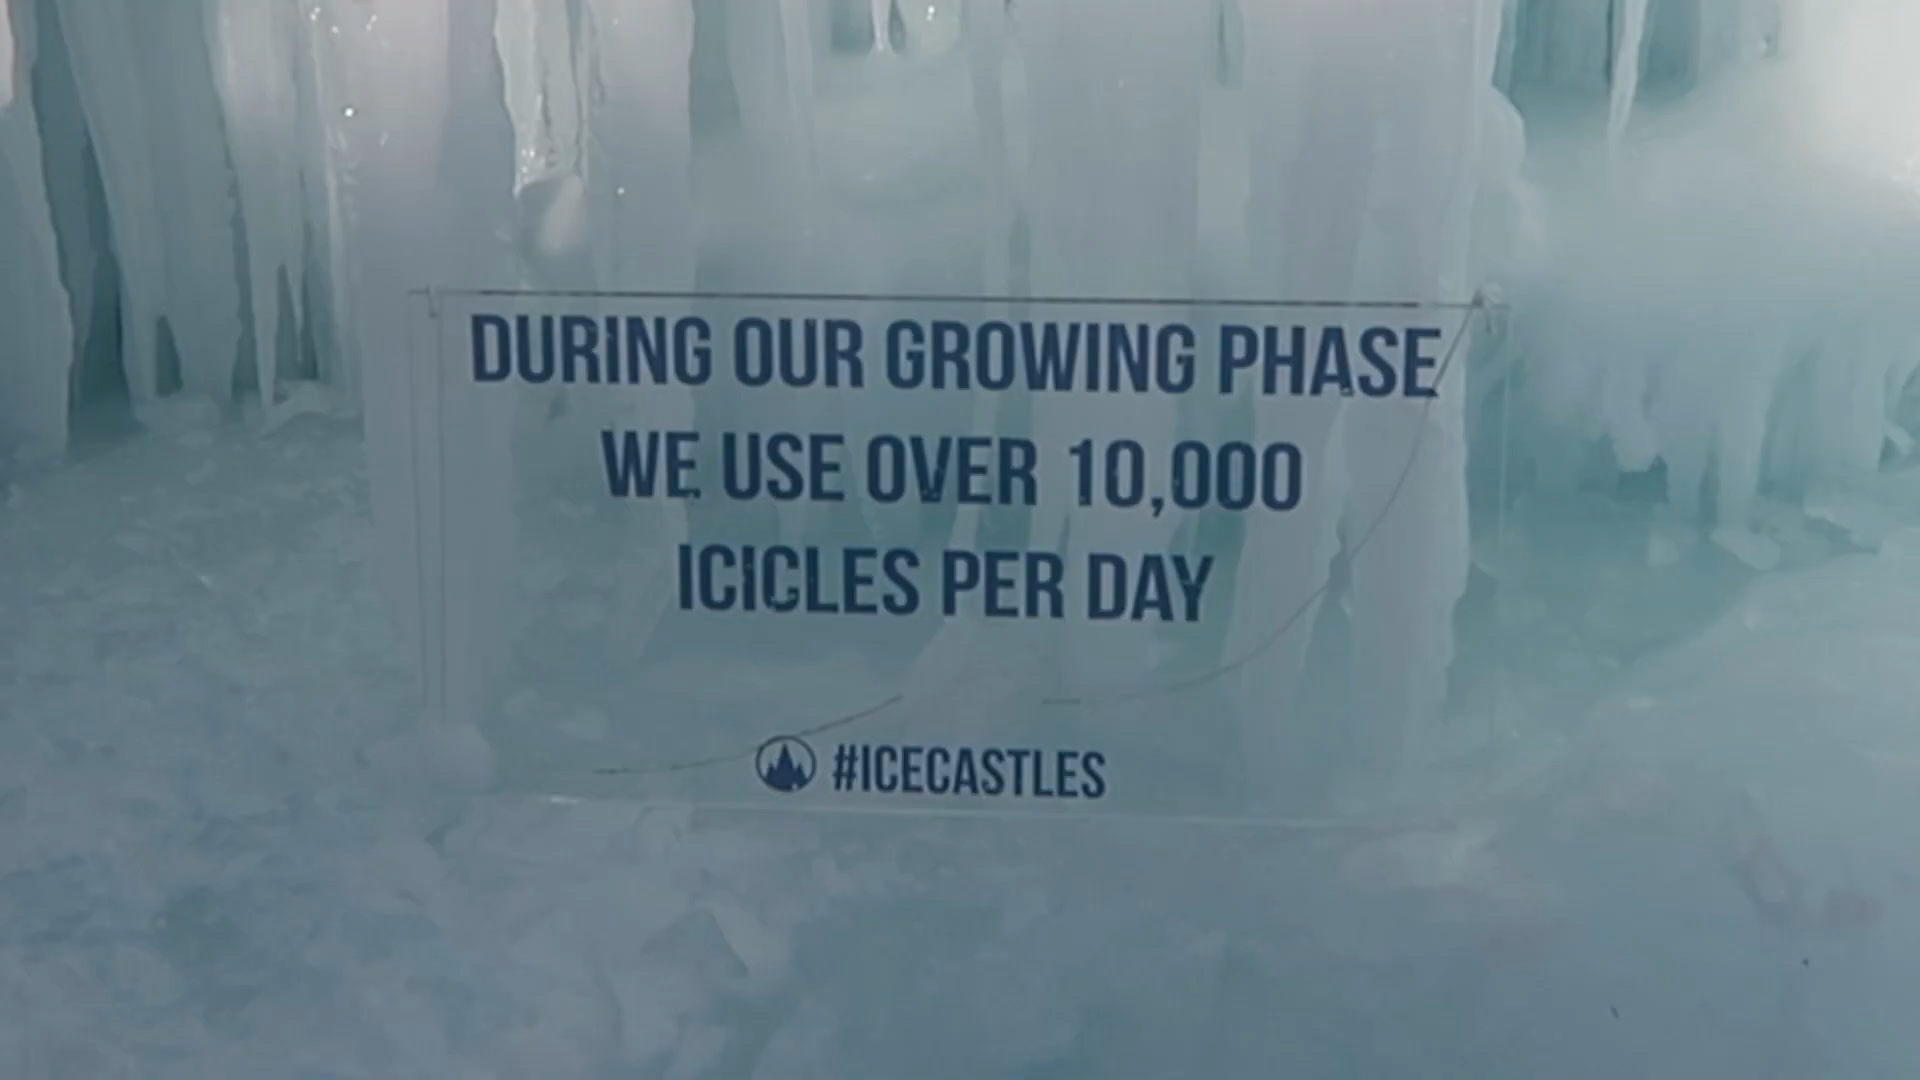 DURING OUR GROWING PHASE
WE USE OVER 10,000
ICICLES PER DAY
#ICECASTLES